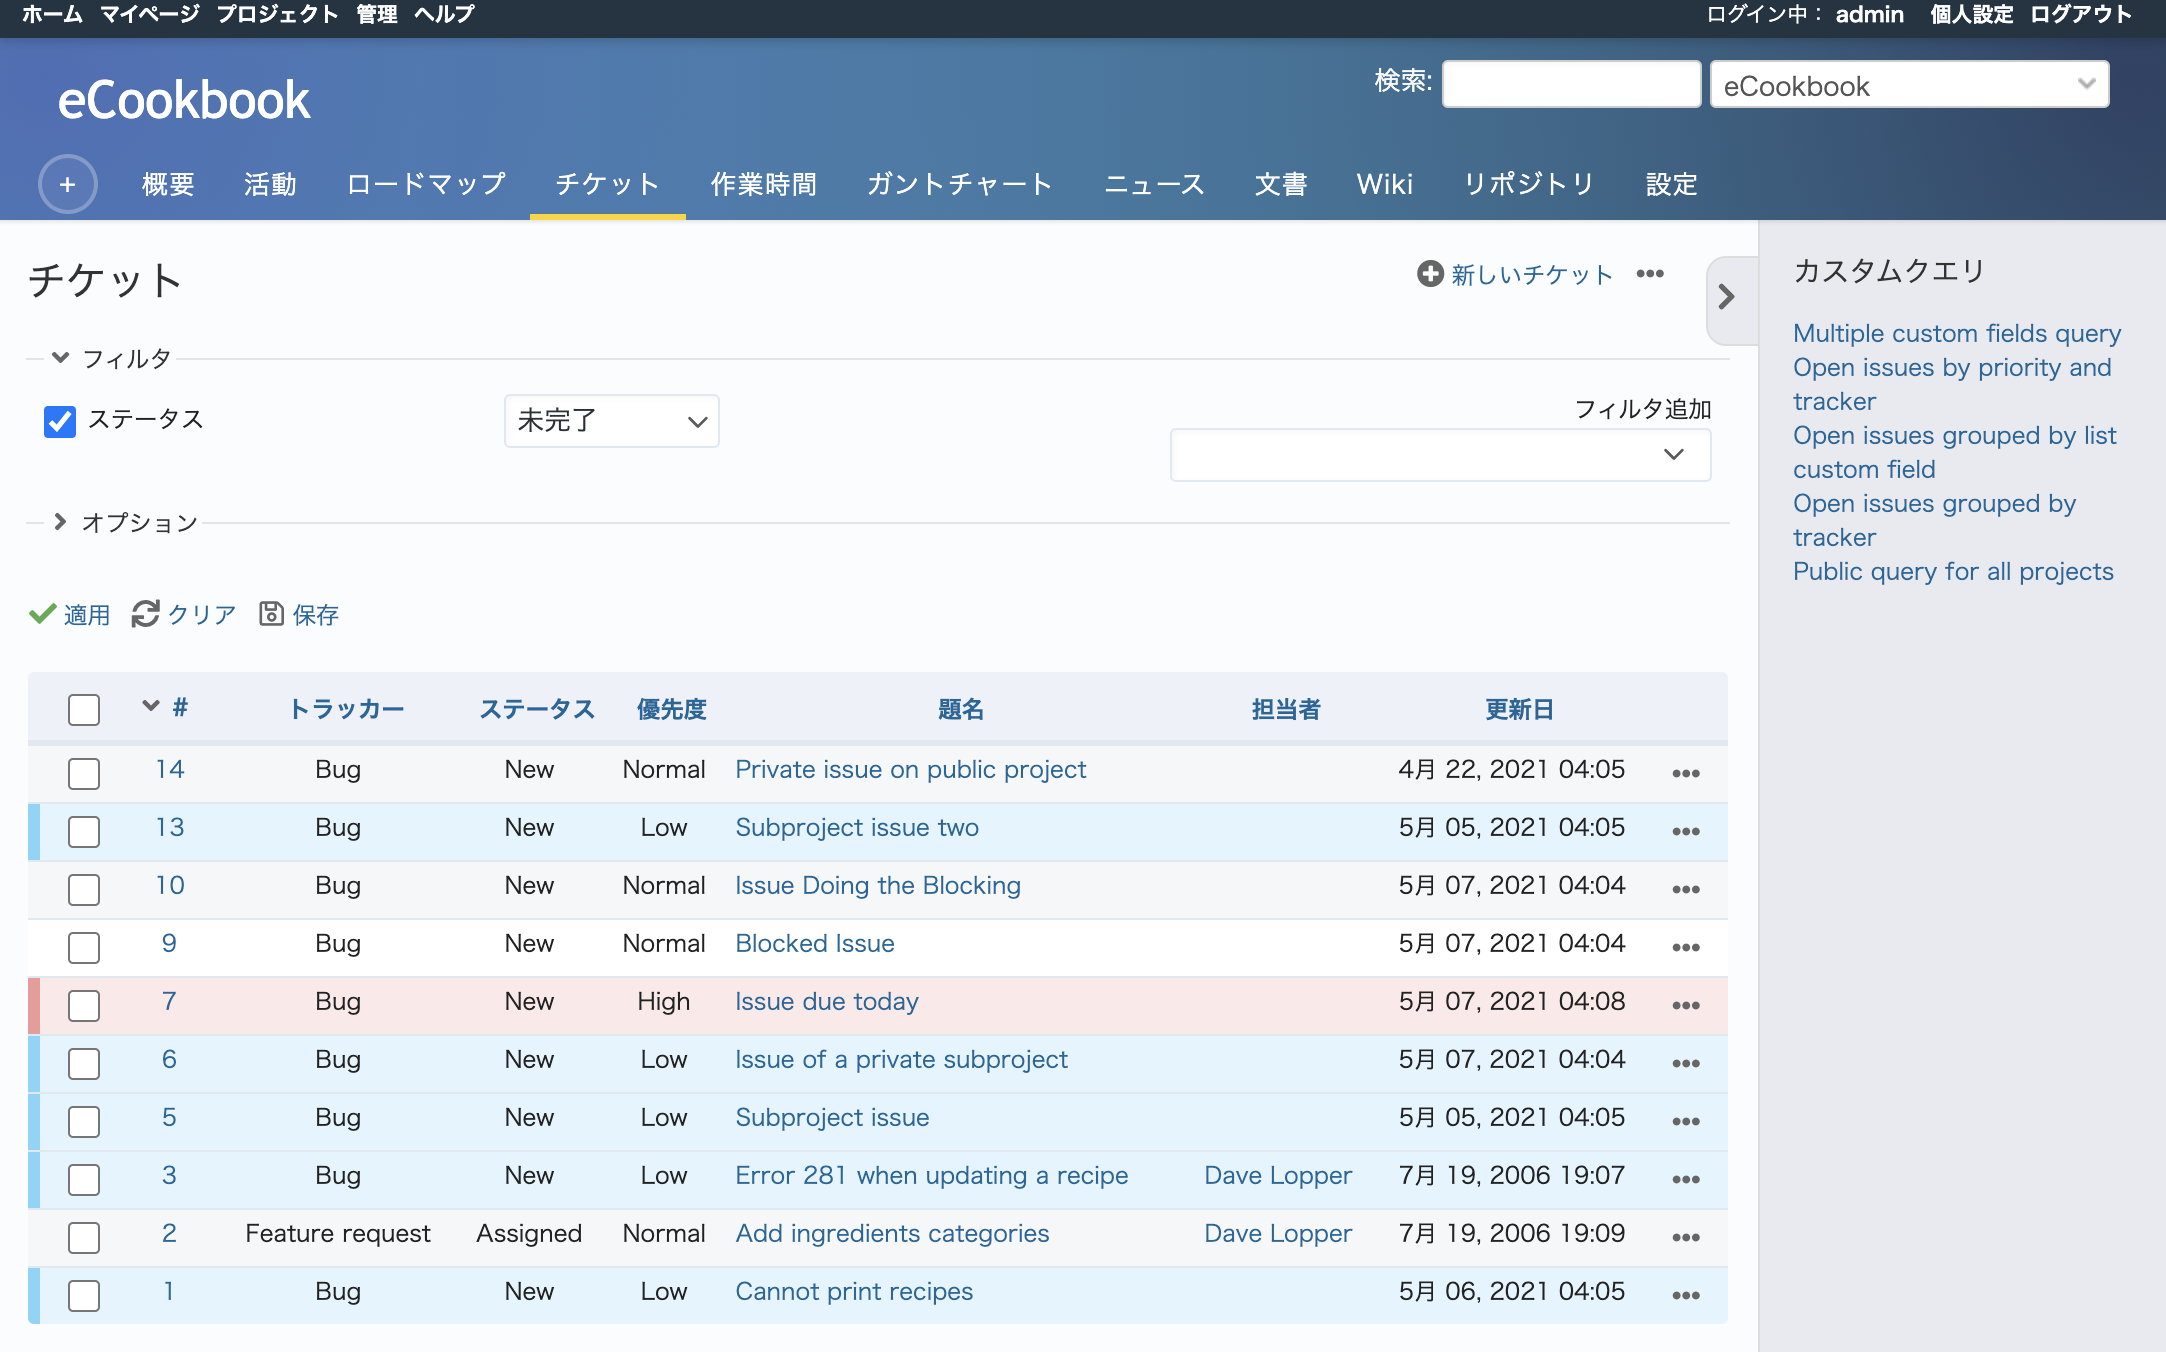 ホーム マイページ プロジェクト 管理 ヘルプ ログイン中： admin 個人設定 ログアウト
eCookbook 検索: eCookbook
+ 概要 活動 ロードマップ チケット 作業時間 ガントチャート ニュース 文書 Wiki リポジトリ 設定
チケット 新しいチケット •••
フィルタ
ステータス 未完了 フィルタ追加
オプション
適用 クリア 保存
# トラッカー ステータス 優先度 題名 担当者 更新日
14 Bug New Normal Private issue on public project 4月 22, 2021 04:05 •••
13 Bug New Low Subproject issue two 5月 05, 2021 04:05 •••
10 Bug New Normal Issue Doing the Blocking 5月 07, 2021 04:04 •••
9 Bug New Normal Blocked Issue 5月 07, 2021 04:04 •••
7 Bug New High Issue due today 5月 07, 2021 04:08 •••
6 Bug New Low Issue of a private subproject 5月 07, 2021 04:04 •••
5 Bug New Low Subproject issue 5月 05, 2021 04:05 •••
3 Bug New Low Error 281 when updating a recipe Dave Lopper 7月 19, 2006 19:07 •••
2 Feature request Assigned Normal Add ingredients categories Dave Lopper 7月 19, 2006 19:09 •••
1 Bug New Low Cannot print recipes 5月 06, 2021 04:05 •••
カスタムクエリ
Multiple custom fields query
Open issues by priority and
tracker
Open issues grouped by list
custom field
Open issues grouped by
tracker
Public query for all projects